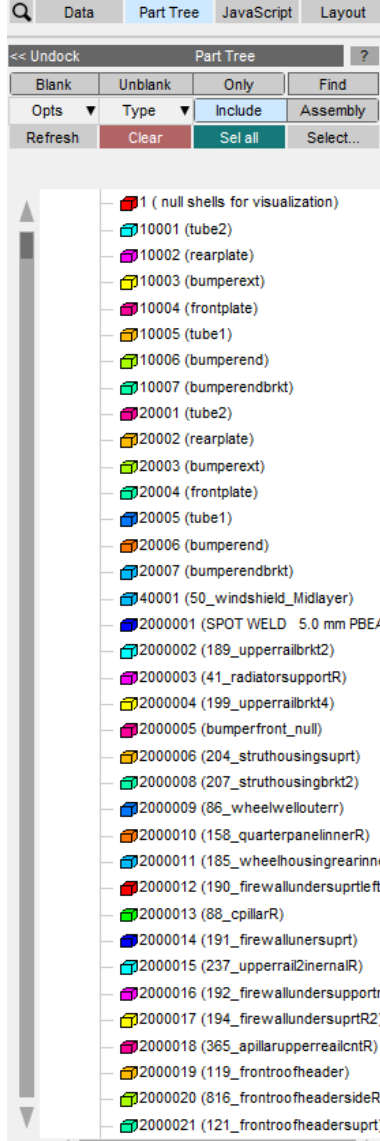 Data Part Tree JavaScript Layout
<< Undock Part Tree ?
Blank Unblank Only Find
Opts ▼ Type ▼ Include Assembly
Refresh Clear Sel all Select...
1 ( null shells for visualization)
10001 (tube2)
10002 (rearplate)
10003 (bumperext)
10004 (frontplate)
10005 (tube1)
10006 (bumperend)
10007 (bumperendbrkt)
20001 (tube2)
20002 (rearplate)
20003 (bumperext)
20004 (frontplate)
20005 (tube1)
20006 (bumperend)
20007 (bumperendbrkt)
40001 (50_windshield_Midlayer)
2000001 (SPOT WELD 5.0 mm PBEA
2000002 (189_upperrailbrkt2)
2000003 (41_radiatorsupportR)
2000004 (199_upperrailbrkt4)
2000005 (bumperfront_null)
2000006 (204_struthousingsuprt)
2000008 (207_struthousingbrkt2)
2000009 (86_wheelwellouterr)
2000010 (158_quarterpanelinnerR)
2000011 (185_wheelhousingrearinne
2000012 (190_firewallundersuprtleft
2000013 (88_cpillarR)
2000014 (191_firewallunersuprt)
2000015 (237_upperrail2inernalR)
2000016 (192_firewallundersupportr
2000017 (194_firewallundersuprtR2)
2000018 (365_apillarupperreailcntR)
2000019 (119_frontroofheader)
2000020 (816_frontroofheadersideR
2000021 (121_frontroofheadersuprt)